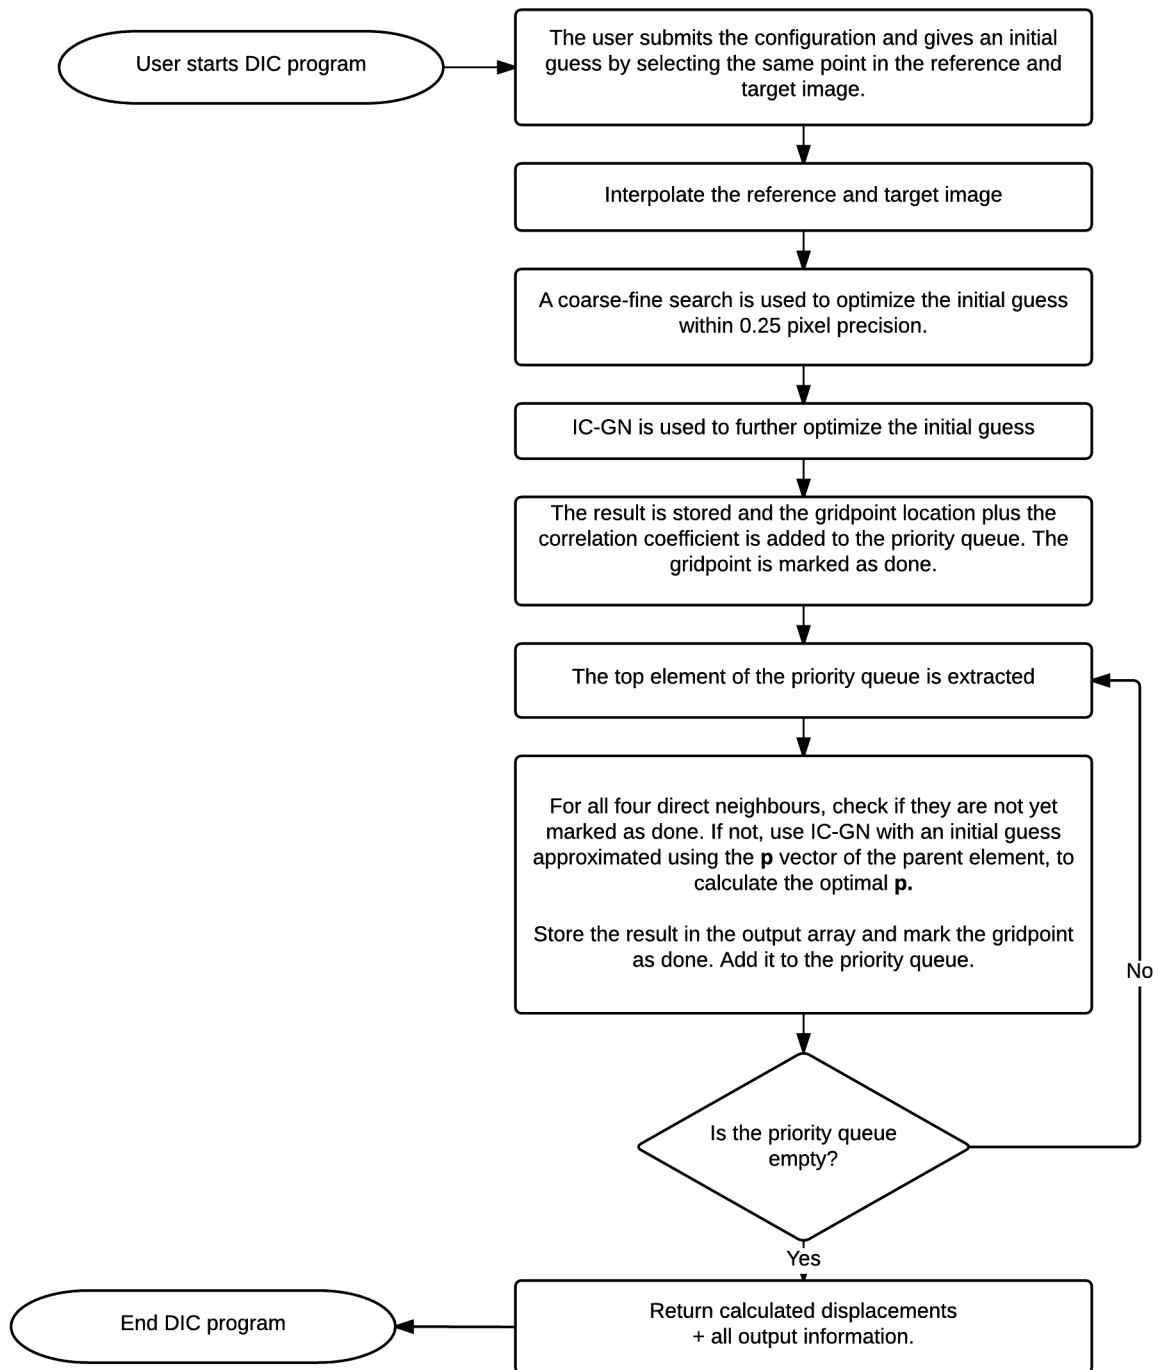 User starts DIC program
The user submits the configuration and gives an initial
guess by selecting the same point in the reference and
target image.
Interpolate the reference and target image
A coarse-fine search is used to optimize the initial guess
within 0.25 pixel precision.
IC-GN is used to further optimize the initial guess
The result is stored and the gridpoint location plus the
correlation coefficient is added to the priority queue. The
gridpoint is marked as done.
The top element of the priority queue is extracted
For all four direct neighbours, check if they are not yet
marked as done. If not, use IC-GN with an initial guess
approximated using the p vector of the parent element, to
calculate the optimal p.
Store the result in the output array and mark the gridpoint
as done. Add it to the priority queue.
No
Is the priority queue
empty?
Yes
Return calculated displacements
+ all output information.
End DIC program